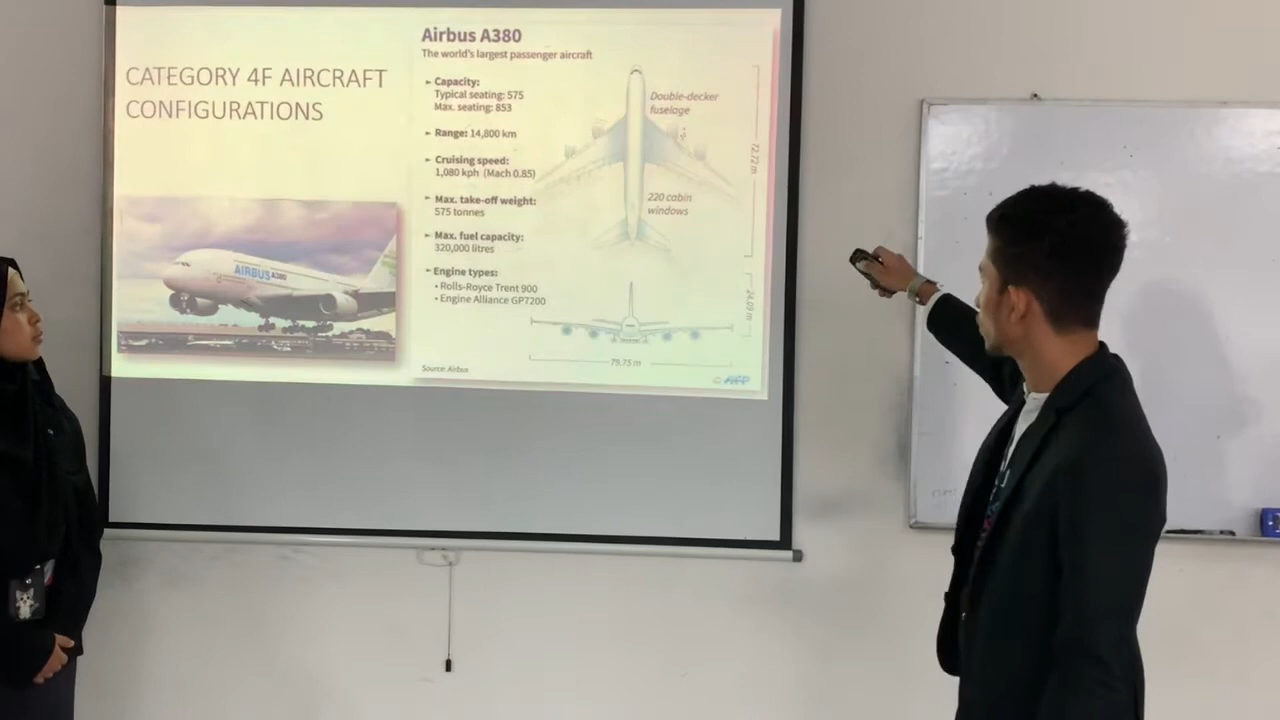 CATEGORY 4F AIRCRAFT
CONFIGURATIONS
AIRBUS A380
Airbus A380
The world's largest passenger aircraft
Capacity:
Typical seating: 575
Max. seating: 853
Range: 14,800 km
Cruising speed:
1,080 kph (Mach 0.85)
Max. take-off weight:
575 tonnes
Max. fuel capacity:
320,000 litres
Engine types:
• Rolls-Royce Trent 900
• Engine Alliance GP7200
Double-decker
fuselage
220 cabin
windows
72.72 m
24.09 m
79.75 m
Source: Airbus
© AFP